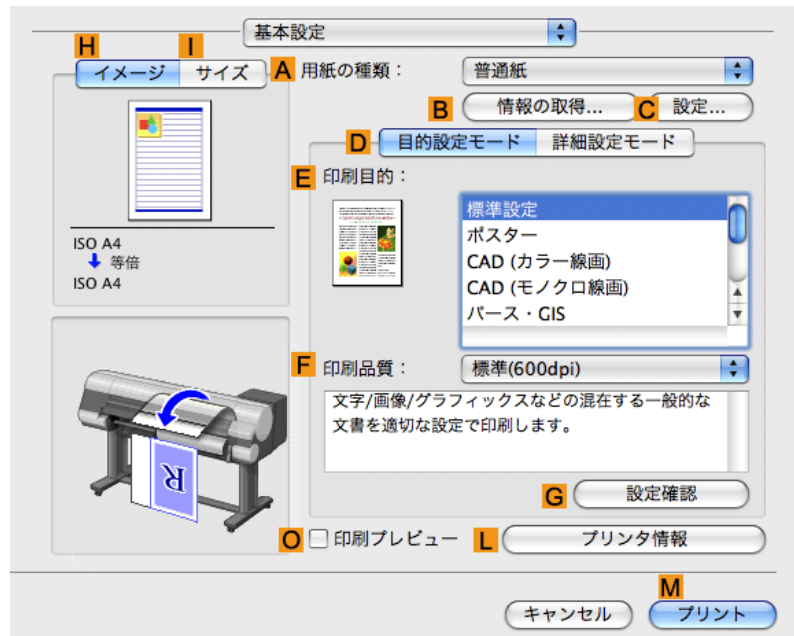 基本設定
H
I
イメージ サイズ
A 用紙の種類： 普通紙
B 情報の取得... C 設定...
D 目的設定モード 詳細設定モード
E 印刷目的：
標準設定
ポスター
CAD (カラー線画)
CAD (モノクロ線画)
パース・GIS
ISO A4
等倍
ISO A4
F 印刷品質： 標準(600dpi)
文字/画像/グラフィックスなどの混在する一般的な
文書を適切な設定で印刷します。
R
G 設定確認
O 印刷プレビュー L プリンタ情報
M
キャンセル プリント